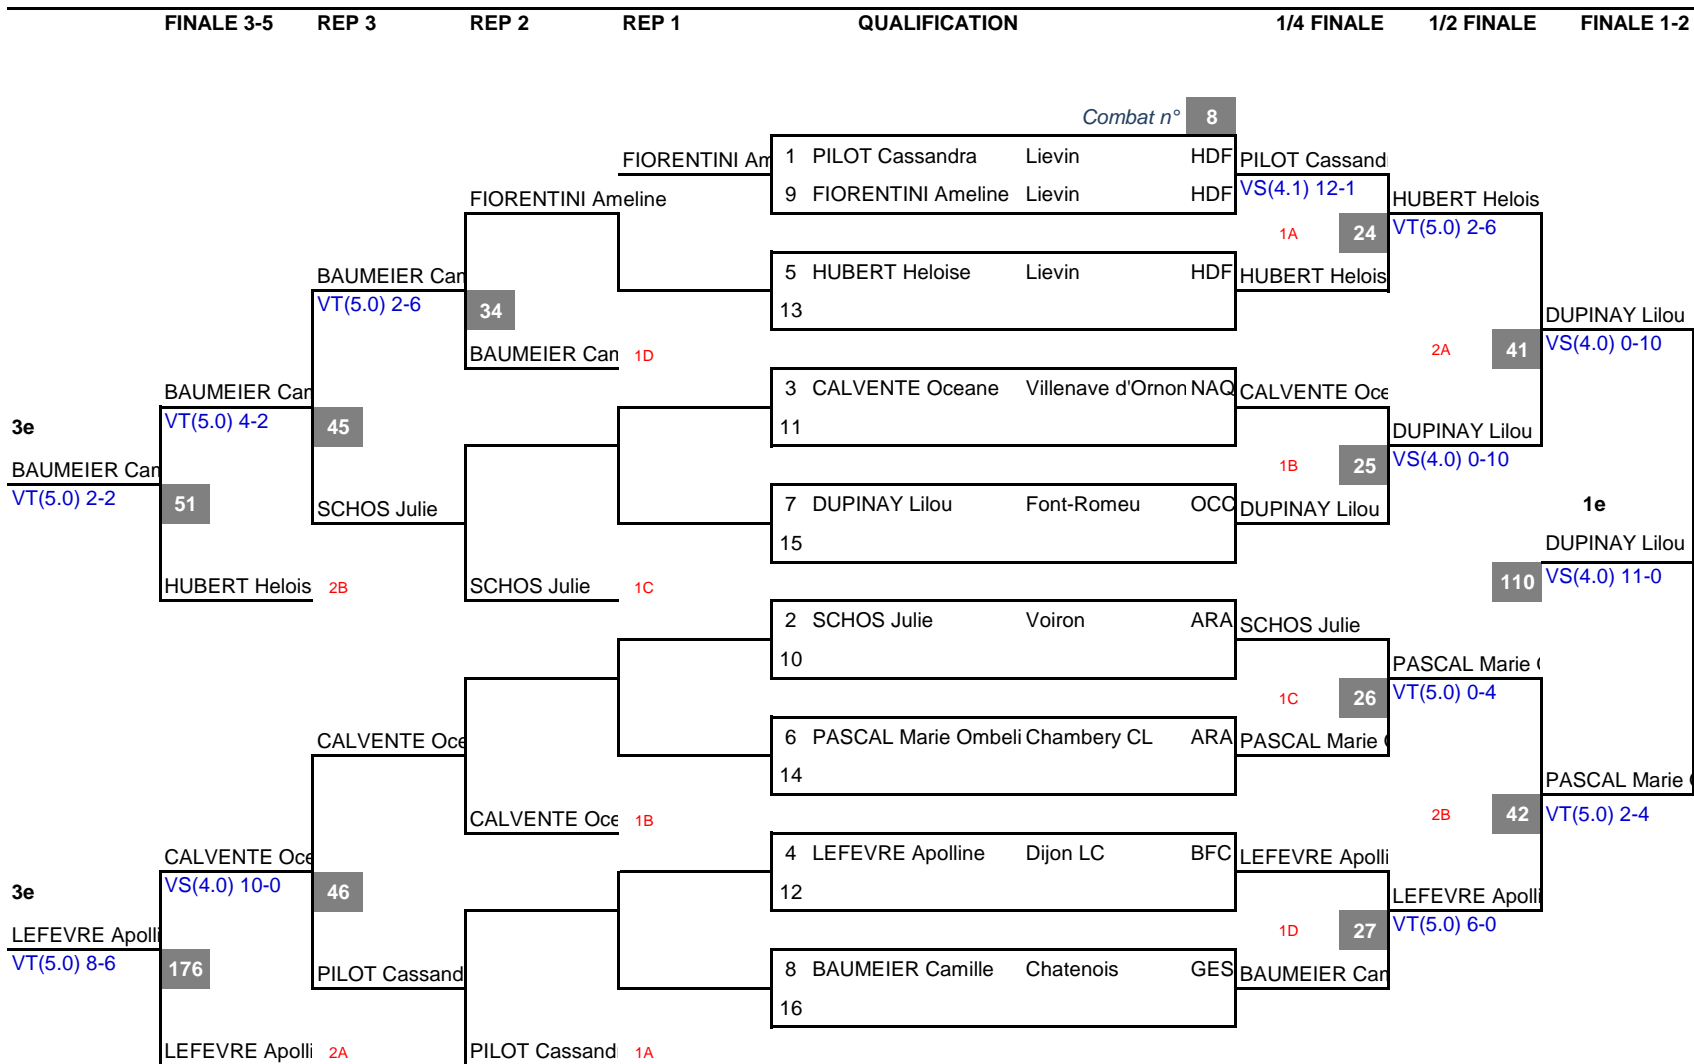 FINALE 3-5 REP 3 REP 2 REP 1 QUALIFICATION 1/4 FINALE 1/2 FINALE FINALE 1-2
Combat n° 8
FIORENTINI Am 1 PILOT Cassandra Lievin HDF PILOT Cassand
FIORENTINI Ameline 9 FIORENTINI Ameline Lievin HDF VS(4.1) 12-1 HUBERT Helois
1A 24 VT(5.0) 2-6
BAUMEIER Cam 5 HUBERT Heloise Lievin HDF HUBERT Helois
VT(5.0) 2-6 34 13 DUPINAY Lilou
BAUMEIER Cam 1D 2A 41 VS(4.0) 0-10
BAUMEIER Cam 3 CALVENTE Oceane Villenave d'Ornon NAQ CALVENTE Oce
3e VT(5.0) 4-2 45 11 DUPINAY Lilou
BAUMEIER Cam 1B 25 VS(4.0) 0-10
VT(5.0) 2-2 51 SCHOS Julie 7 DUPINAY Lilou Font-Romeu OCC DUPINAY Lilou 1e
15 DUPINAY Lilou
HUBERT Helois 2B SCHOS Julie 1C 110 VS(4.0) 11-0
2 SCHOS Julie Voiron ARA SCHOS Julie
10 PASCAL Marie
1C 26 VT(5.0) 0-4
CALVENTE Oce 6 PASCAL Marie Ombeli Chambery CL ARA PASCAL Marie
14 PASCAL Marie
CALVENTE Oce 1B 2B 42 VT(5.0) 2-4
CALVENTE Oce 4 LEFEVRE Apolline Dijon LC BFC LEFEVRE Apolli
3e VS(4.0) 10-0 46 12 LEFEVRE Apolli
LEFEVRE Apolli 1D 27 VT(5.0) 6-0
VT(5.0) 8-6 176 PILOT Cassand 8 BAUMEIER Camille Chatenois GES BAUMEIER Cam
16
LEFEVRE Apolli 2A PILOT Cassand 1A